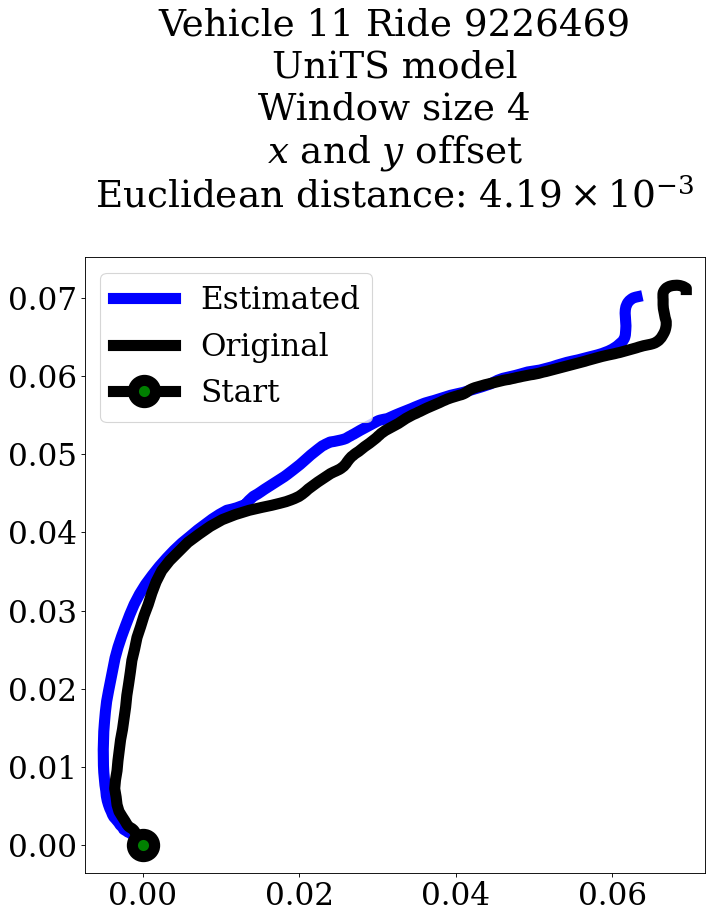 Vehicle 11 Ride 9226469
UniTS model
Window size 4
x and y offset
Euclidean distance: 4.19 × 10⁻³
Estimated
Original
Start
0.07
0.06
0.05
0.04
0.03
0.02
0.01
0.00
0.00 0.02 0.04 0.06